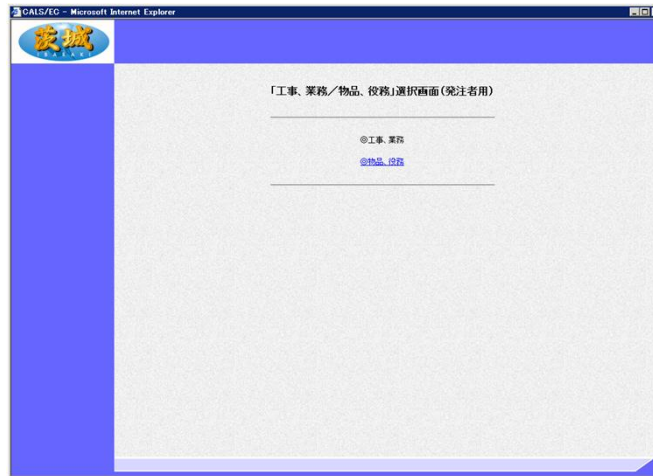 CALS/EC - Microsoft Internet Explorer
茨城
IBARAKI
「工事、業務／物品、役務」選択画面(発注者用)
◎工事、業務
◎物品、役務